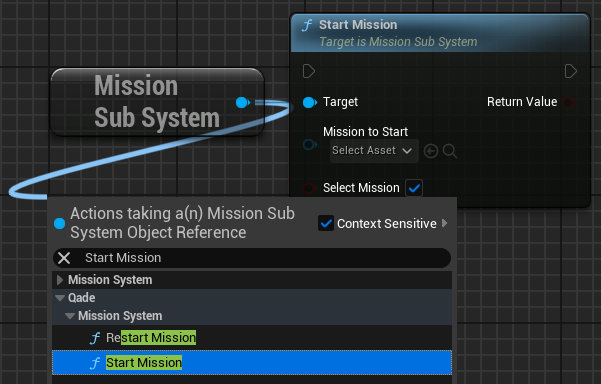 Start Mission
Target is Mission Sub System
Mission
Sub System
Target
Return Value
Mission to Start
Select Asset
Select Mission
Actions taking a(n) Mission Sub
System Object Reference
Context Sensitive
Start Mission
Mission System
Qade
Mission System
Restart Mission
Start Mission